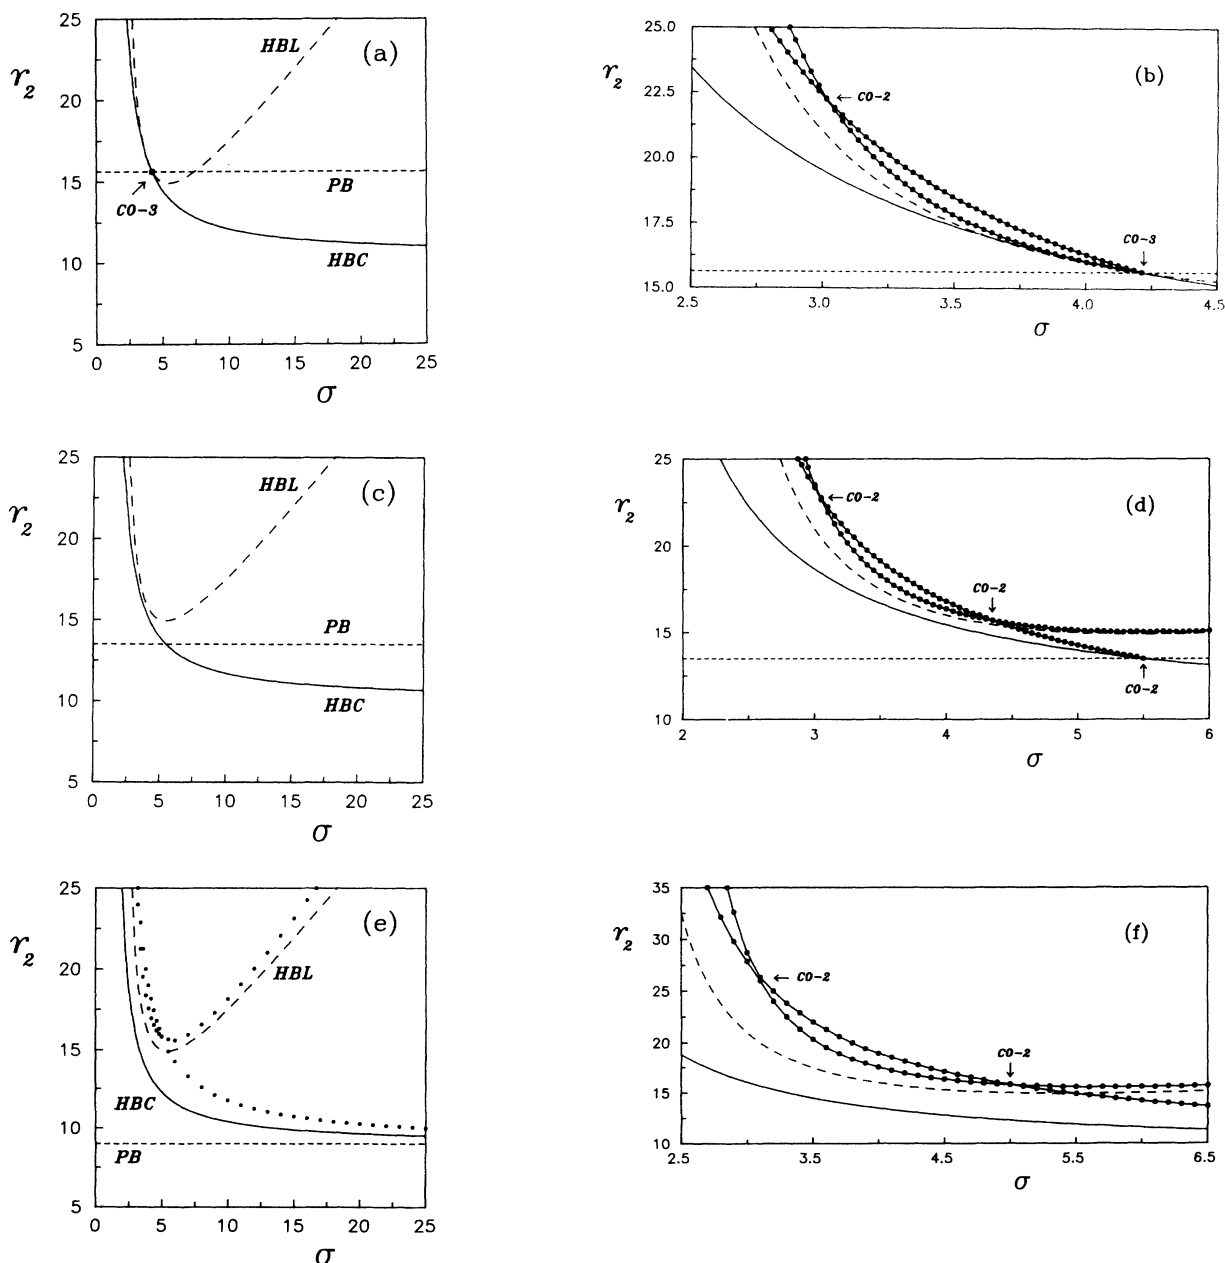 25
20
15
10
5
r2
HBL
(a)
PB
CO-3
HBC
0 5 10 15 20 25
σ
25.0
22.5
20.0
17.5
15.0
r2
(b)
CO-2
CO-3
2.5 3.0 3.5 4.0 4.5
σ
25
20
15
10
5
r2
HBL
(c)
PB
HBC
0 5 10 15 20 25
σ
25
20
15
10
r2
CO-2
(d)
CO-2
CO-2
2 3 4 5 6
σ
25
20
15
10
5
r2
(e)
HBL
HBC
PB
0 5 10 15 20 25
σ
35
30
25
20
15
10
r2
(f)
CO-2
CO-2
2.5 3.5 4.5 5.5 6.5
σ